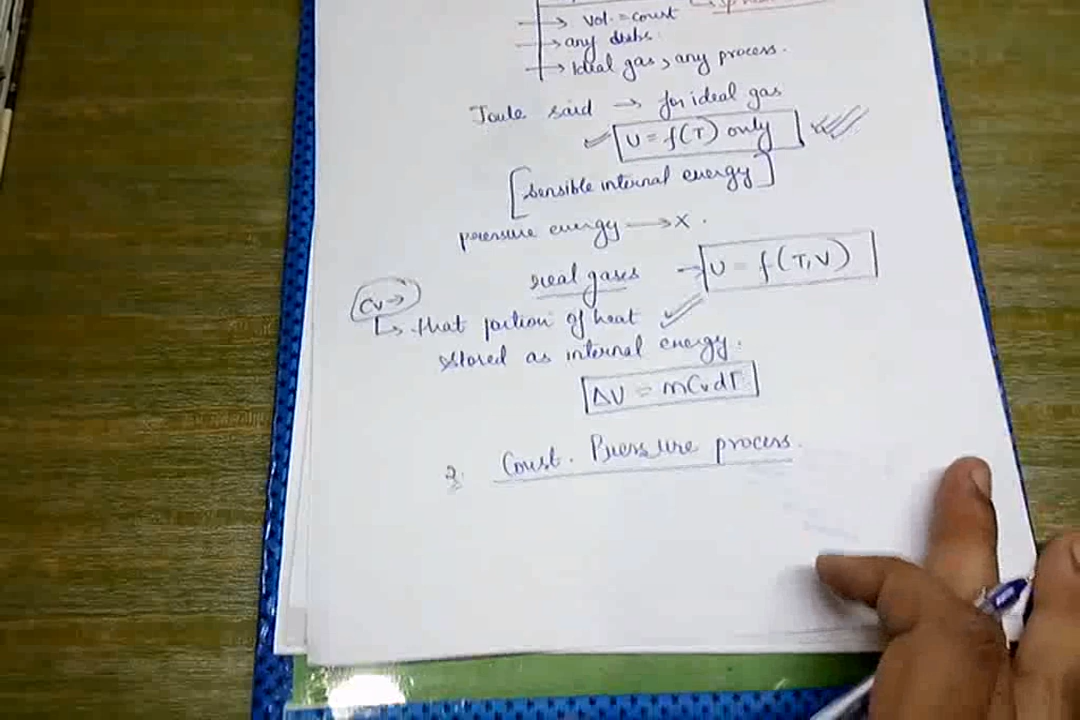 → Vol. = const
→ any subs.
→ Ideal gas, any process.
Joule said → for ideal gas
U = f(T) only
[Sensible internal energy]
pressure energy → X.
real gases → U = f(T,V)
Cv →
↳ that portion of heat
stored as internal energy.
ΔU = mCvdT
2. Const. Pressure process.